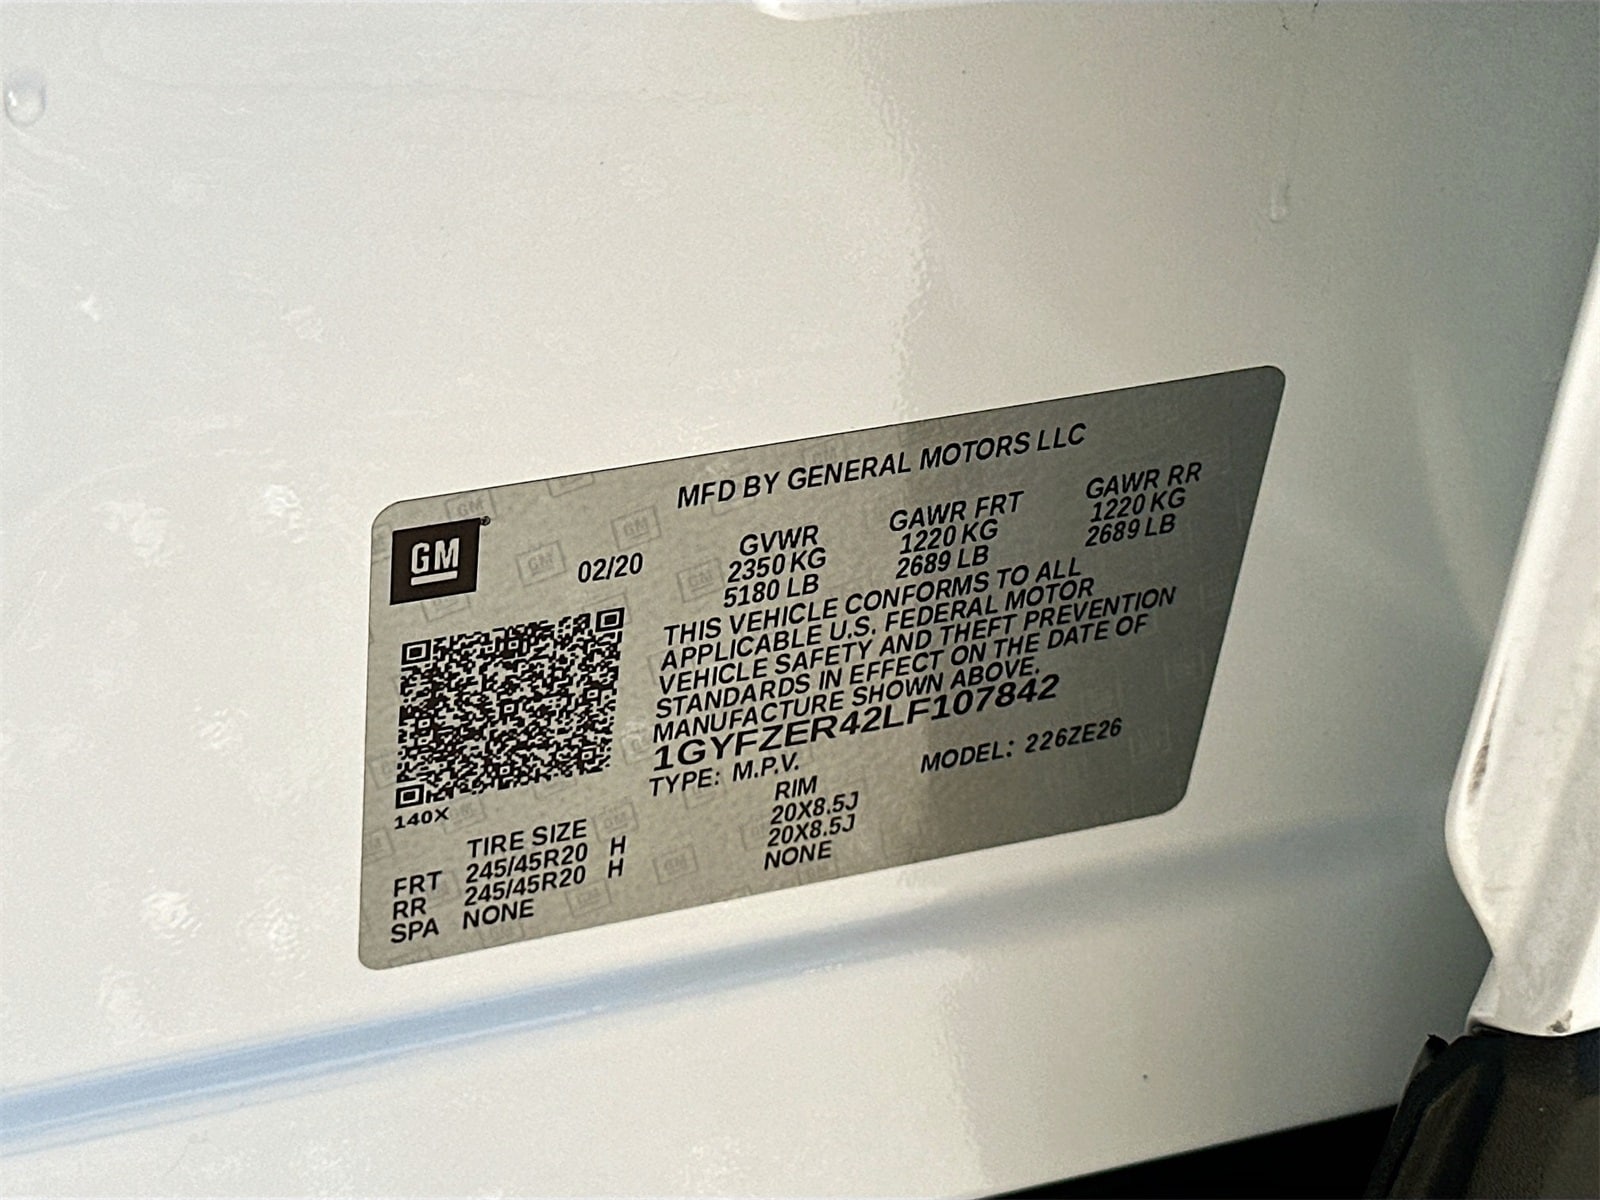 MFD BY GENERAL MOTORS LLC
GM
02/20
GVWR GAWR FRT GAWR RR
2350 KG 1220 KG 1220 KG
5180 LB 2689 LB 2689 LB
THIS VEHICLE CONFORMS TO ALL
APPLICABLE U.S. FEDERAL MOTOR
VEHICLE SAFETY AND THEFT PREVENTION
STANDARDS IN EFFECT ON THE DATE OF
MANUFACTURE SHOWN ABOVE.
1GYFZER42LF107842
TYPE: M.P.V. MODEL: 226ZE26
140X
TIRE SIZE RIM
FRT 245/45R20 H 20X8.5J
RR 245/45R20 H 20X8.5J
SPA NONE NONE